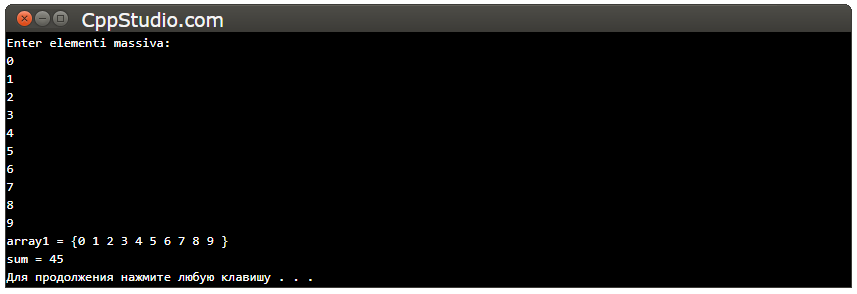 CppStudio.com
Enter elementi massiva:
0
1
2
3
4
5
6
7
8
9
array1 = {0 1 2 3 4 5 6 7 8 9 }
sum = 45
Для продолжения нажмите любую клавишу . . .